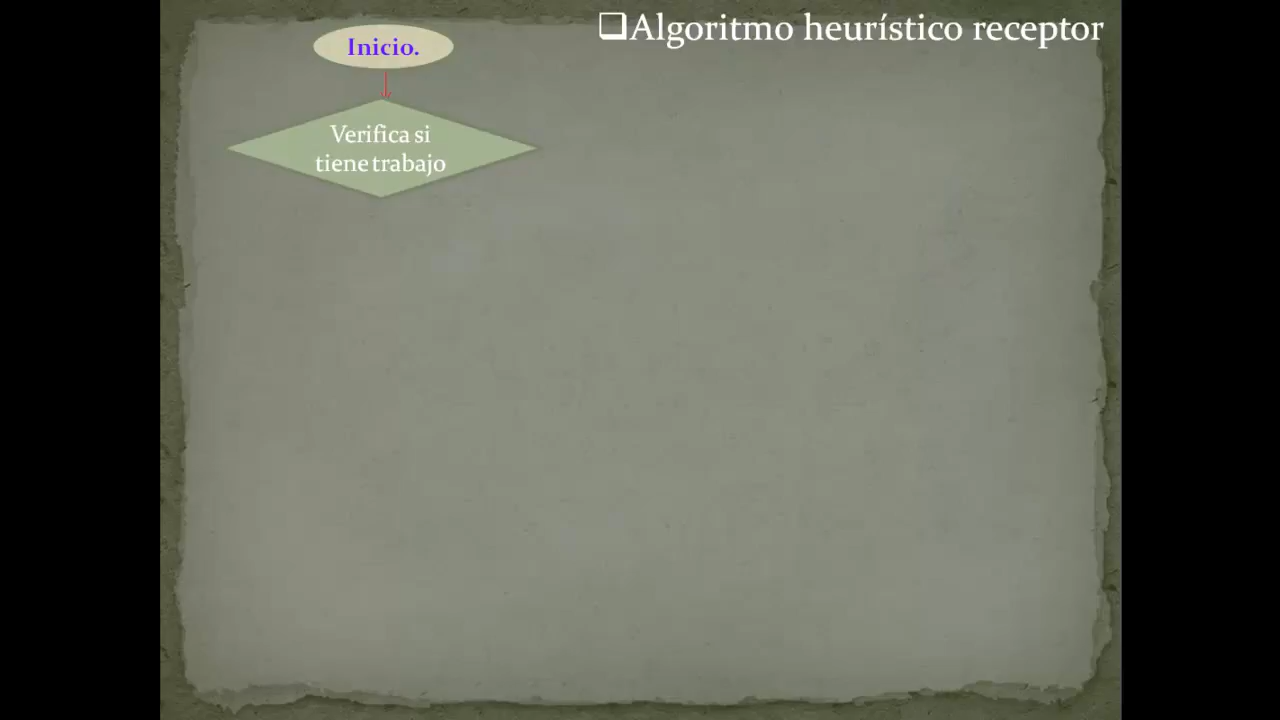 ❑Algoritmo heurístico receptor
Inicio.
Verifica si
tiene trabajo